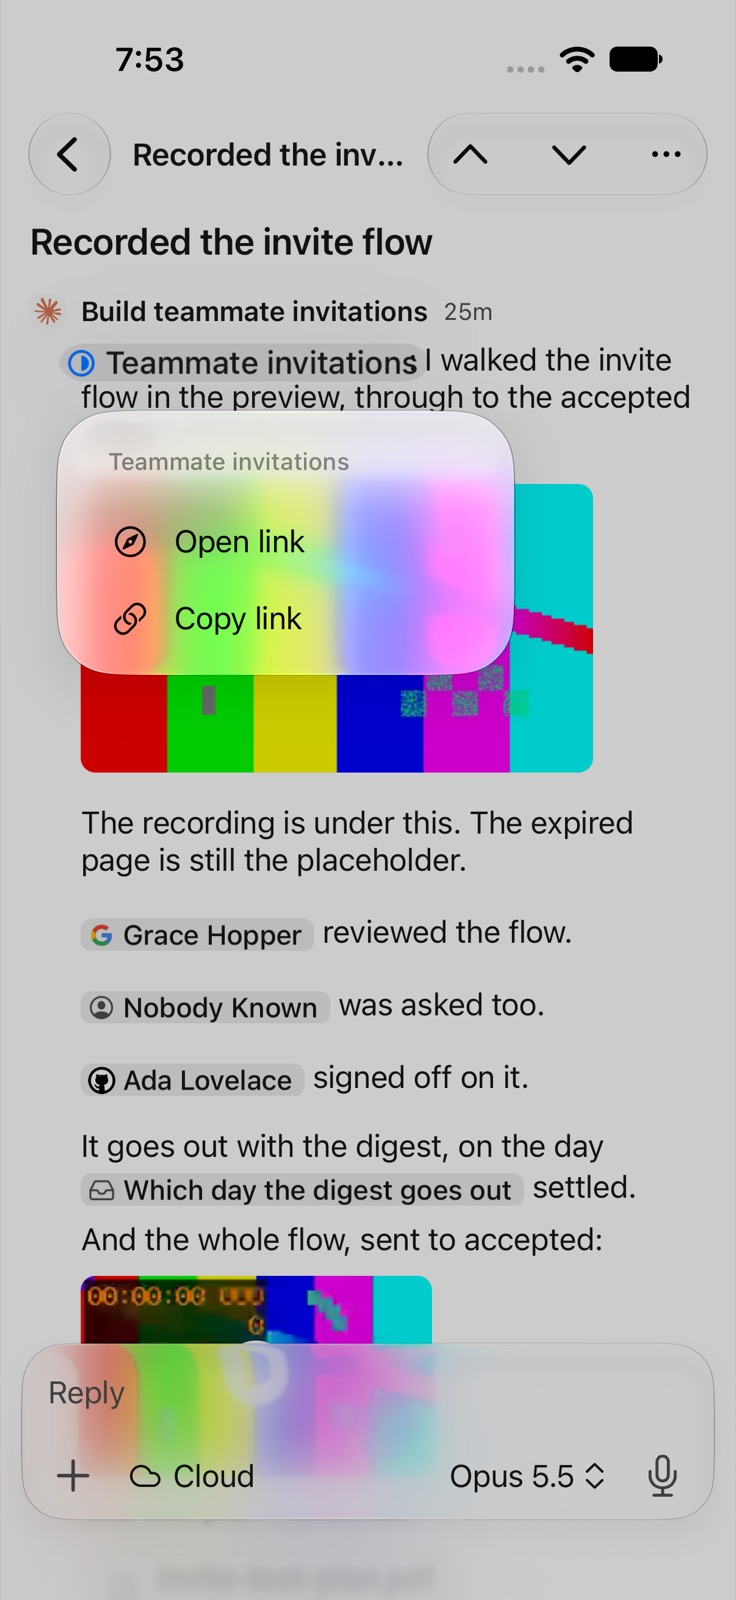 7:53
Recorded the inv...
Recorded the invite flow
Build teammate invitations 25m
Teammate invitations I walked the invite
flow in the preview, through to the accepted
Teammate invitations
Open link
Copy link
The recording is under this. The expired
page is still the placeholder.
Grace Hopper reviewed the flow.
Nobody Known was asked too.
Ada Lovelace signed off on it.
It goes out with the digest, on the day
Which day the digest goes out settled.
And the whole flow, sent to accepted:
00:00:00
Reply
Cloud
Opus 5.5